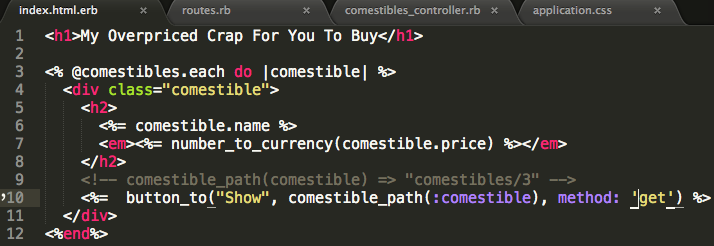 index.html.erb × routes.rb × comestibles_controller.rb × application.css ×
1 <h1>My Overpriced Crap For You To Buy</h1>
2
3 <% @comestibles.each do |comestible| %>
4 <div class="comestible">
5 <h2>
6 <%= comestible.name %>
7 <em><%= number_to_currency(comestible.price) %></em>
8 </h2>
9 <!-- comestible_path(comestible) => "comestibles/3" -->
10 <%=  button_to("Show", comestible_path(:comestible), method: 'get') %>
11 </div>
12 <%end%>